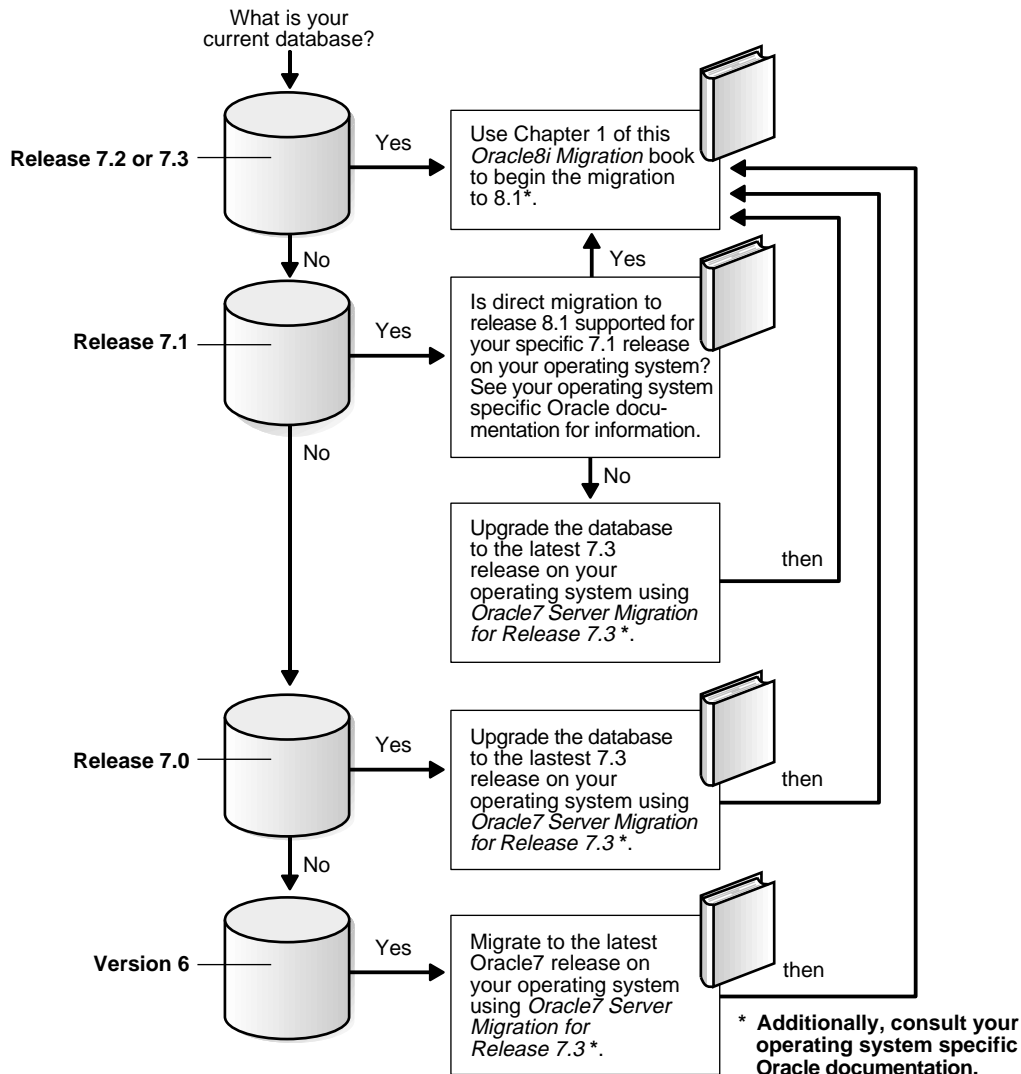 What is your
current database?
Release 7.2 or 7.3
Yes
Use Chapter 1 of this
Oracle8i Migration book
to begin the migration
to 8.1*.
No
Yes
Release 7.1
Yes
Is direct migration to
release 8.1 supported for
your specific 7.1 release
on your operating system?
See your operating system
specific Oracle docu-
mentation for information.
No
No
Upgrade the database
to the latest 7.3
release on your
operating system using
Oracle7 Server Migration
for Release 7.3 *.
then
Release 7.0
Yes
Upgrade the database
to the lastest 7.3
release on your
operating system using
Oracle7 Server Migration
for Release 7.3 *.
then
No
Version 6
Yes
Migrate to the latest
Oracle7 release on
your operating system
using Oracle7 Server
Migration for
Release 7.3 *.
then
* Additionally, consult your
operating system specific
Oracle documentation.